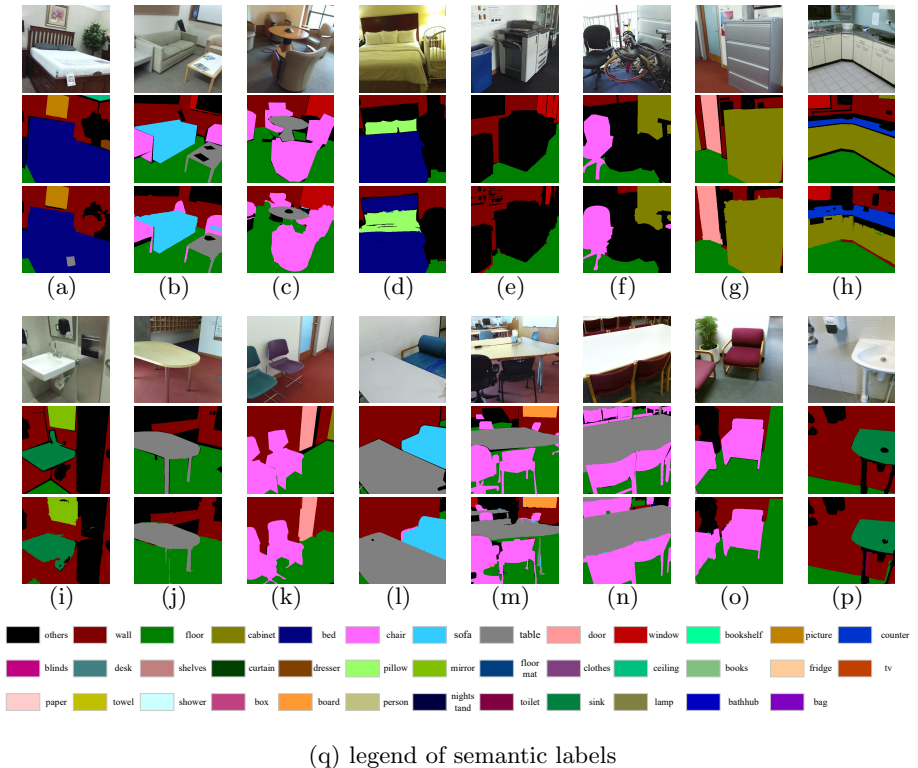 (a) (b) (c) (d) (e) (f) (g) (h)
(i) (j) (k) (l) (m) (n) (o) (p)
others wall floor cabinet bed chair sofa table door window bookshelf picture counter
blinds desk shelves curtain dresser pillow mirror floor mat clothes ceiling books fridge tv
paper towel shower box board person nights tand toilet sink lamp bathhub bag
(q) legend of semantic labels